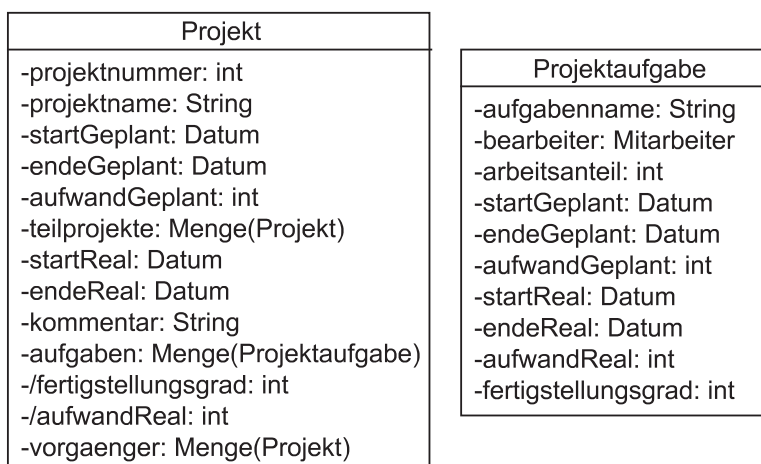 Projekt
-projektnummer: int
-projektname: String
-startGeplant: Datum
-endeGeplant: Datum
-aufwandGeplant: int
-teilprojekte: Menge(Projekt)
-startReal: Datum
-endeReal: Datum
-kommentar: String
-aufgaben: Menge(Projektaufgabe)
-/fertigstellungsgrad: int
-/aufwandReal: int
-vorgaenger: Menge(Projekt)
Projektaufgabe
-aufgabenname: String
-bearbeiter: Mitarbeiter
-arbeitsanteil: int
-startGeplant: Datum
-endeGeplant: Datum
-aufwandGeplant: int
-startReal: Datum
-endeReal: Datum
-aufwandReal: int
-fertigstellungsgrad: int